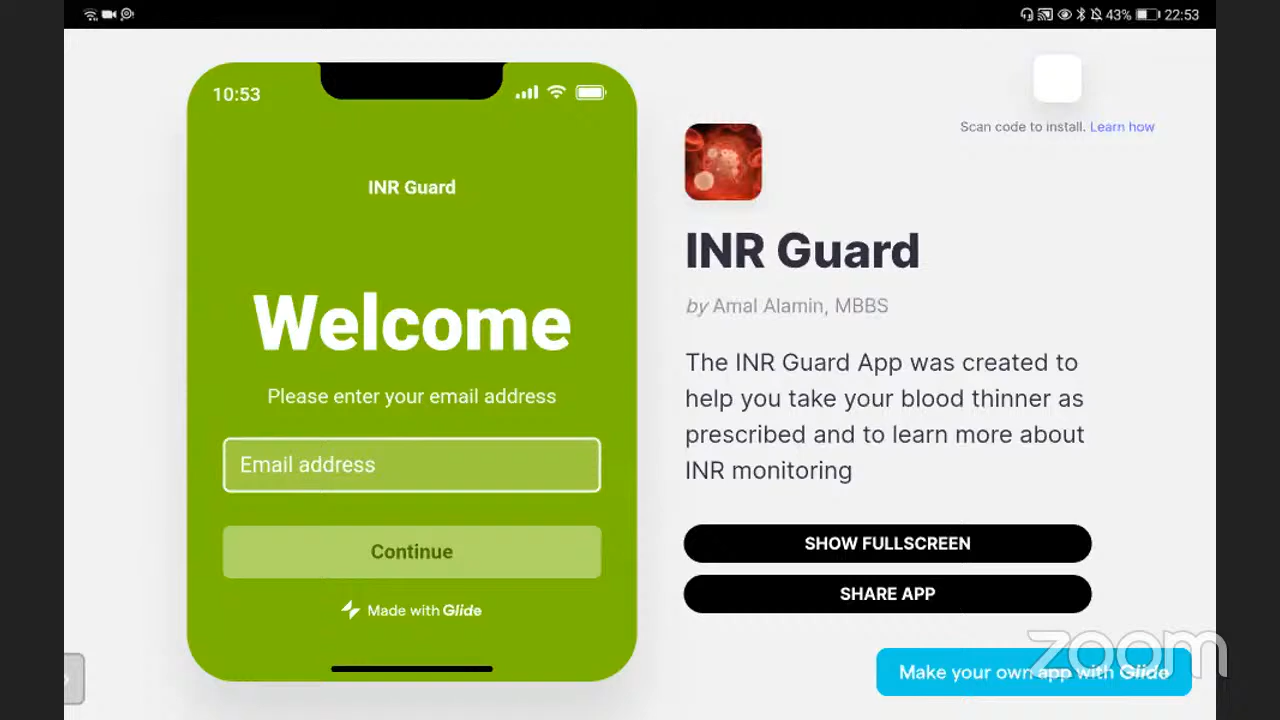 43% 22:53
10:53
INR Guard
Welcome
Please enter your email address
Email address
Continue
Made with Glide
Scan code to install. Learn how
INR Guard
by Amal Alamin, MBBS
The INR Guard App was created to
help you take your blood thinner as
prescribed and to learn more about
INR monitoring
SHOW FULLSCREEN
SHARE APP
Make your own app with Glide
zoom